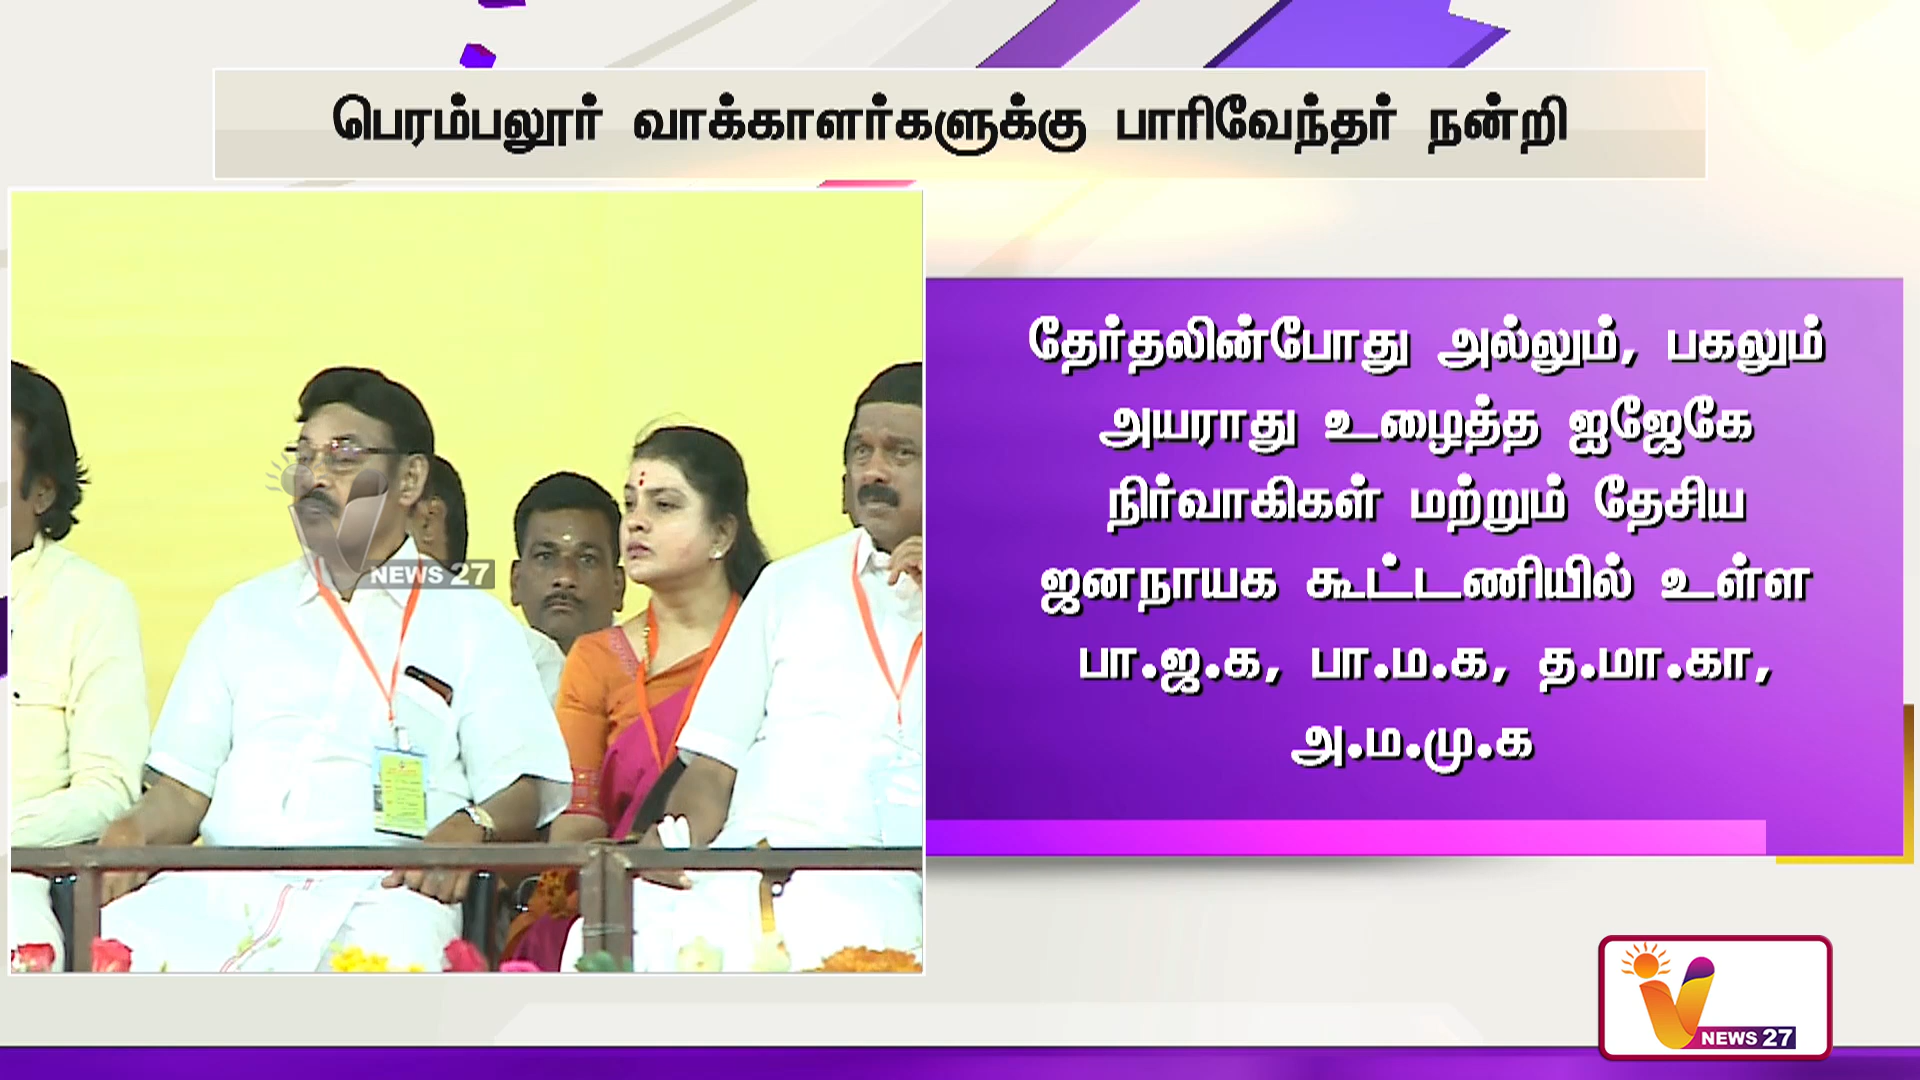 பெரம்பலூர் வாக்காளர்களுக்கு பாரிவேந்தர் நன்றி
தேர்தலின்போது அல்லும், பகலும்
அயராது உழைத்த ஐஜேகே
நிர்வாகிகள் மற்றும் தேசிய
ஜனநாயக கூட்டணியில் உள்ள
பா.ஜ.க, பா.ம.க, த.மா.கா,
அ.ம.மு.க
NEWS 27
NEWS 27